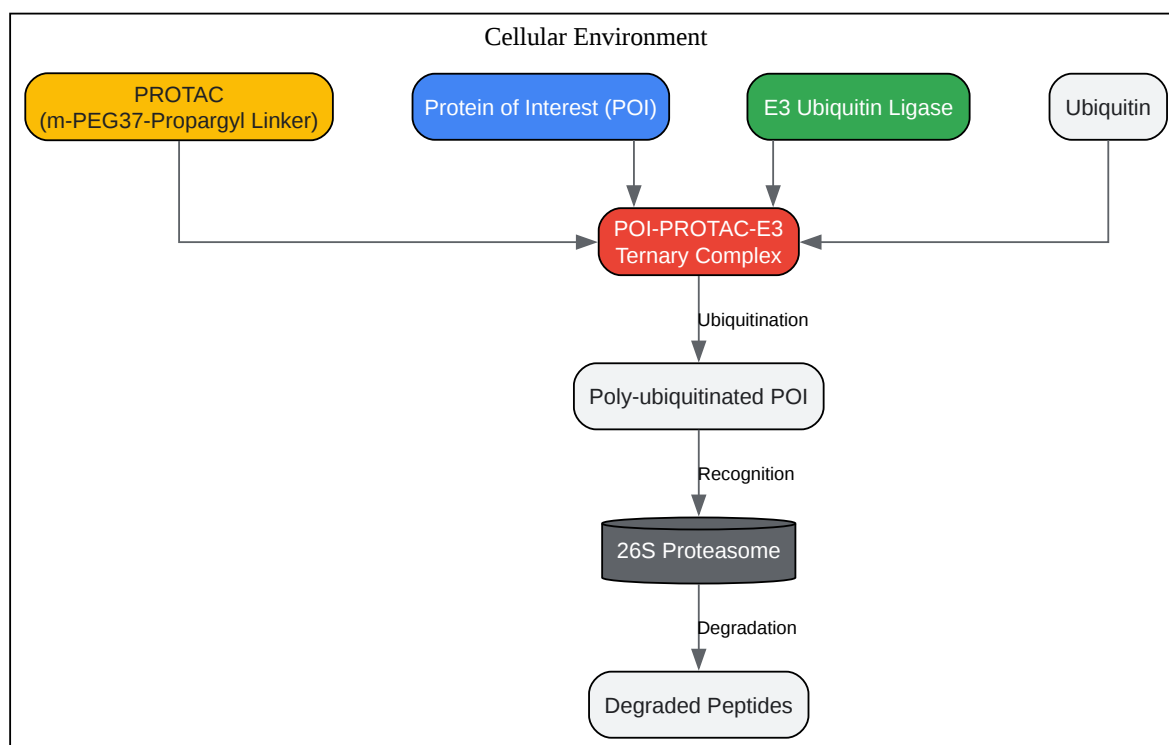 Cellular Environment
PROTAC
(m-PEG37-Propargyl Linker)
Protein of Interest (POI)
E3 Ubiquitin Ligase
Ubiquitin
POI-PROTAC-E3
Ternary Complex
Ubiquitination
Poly-ubiquitinated POI
Recognition
26S Proteasome
Degradation
Degraded Peptides